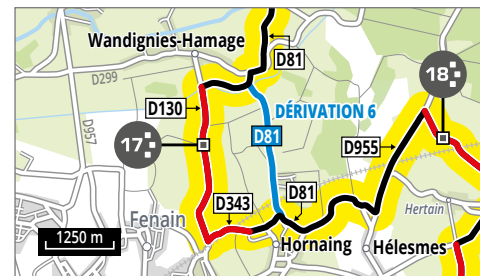 Wandignies-Hamage
D81
18
D299
D130
DÉRIVATION 6
D957
17
D81
D955
D343
D81
Hertain
Fenain
1250 m
Hornaing
Hélesmes